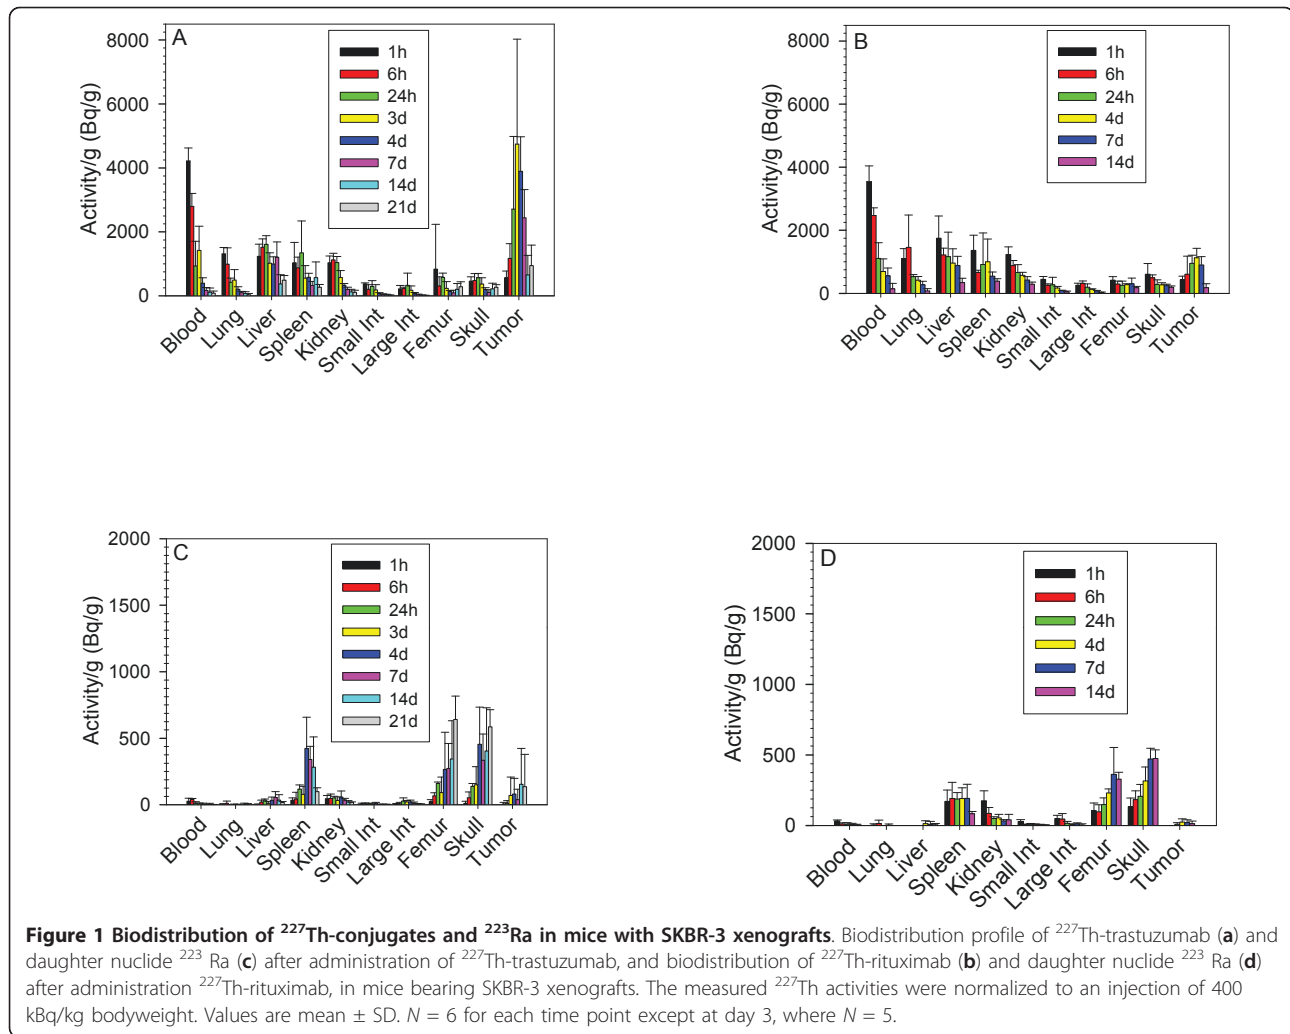 A
8000
6000
4000
2000
0
Activity/g (Bq/g)
1h
6h
24h
3d
4d
7d
14d
21d
Blood
Lung
Liver
Spleen
Kidney
Small Int
Large Int
Femur
Skull
Tumor
B
8000
6000
4000
2000
0
Activity/g (Bq/g)
1h
6h
24h
4d
7d
14d
Blood
Lung
Liver
Spleen
Kidney
Small Int
Large Int
Femur
Skull
Tumor
C
2000
1500
1000
500
0
Activity/g (Bq/g)
1h
6h
24h
3d
4d
7d
14d
21d
Blood
Lung
Liver
Spleen
Kidney
Small Int
Large Int
Femur
Skull
Tumor
D
2000
1500
1000
500
0
Activity/g (Bq/g)
1h
6h
24h
4d
7d
14d
Blood
Lung
Liver
Spleen
Kidney
Small Int
Large Int
Femur
Skull
Tumor
Figure 1 Biodistribution of ²²⁷Th-conjugates and ²²³Ra in mice with SKBR-3 xenografts. Biodistribution profile of ²²⁷Th-trastuzumab (a) and
daughter nuclide ²²³ Ra (c) after administration of ²²⁷Th-trastuzumab, and biodistribution of ²²⁷Th-rituximab (b) and daughter nuclide ²²³ Ra (d)
after administration ²²⁷Th-rituximab, in mice bearing SKBR-3 xenografts. The measured ²²⁷Th activities were normalized to an injection of 400
kBq/kg bodyweight. Values are mean ± SD. N = 6 for each time point except at day 3, where N = 5.